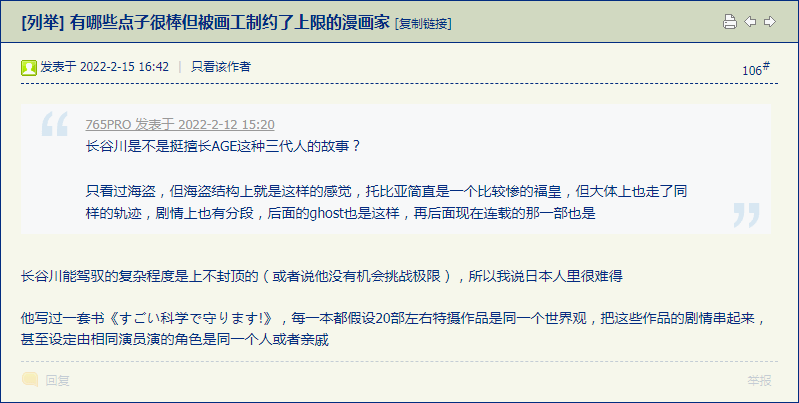 [列举] 有哪些点子很棒但被画工制约了上限的漫画家 [复制链接]
发表于 2022-2-15 16:42 | 只看该作者
106#
765PRO 发表于 2022-2-12 15:20
长谷川是不是挺擅长AGE这种三代人的故事？
只看过海盗，但海盗结构上就是这样的感觉，托比亚简直是一个比较惨的福皇，但大体上也走了同
样的轨迹，剧情上也有分段，后面的ghost也是这样，再后面现在连载的那一部也是
长谷川能驾驭的复杂程度是上不封顶的（或者说他没有机会挑战极限），所以我说日本人里很难得
他写过一套书《すごい科学で守ります!》，每一本都假设20部左右特摄作品是同一个世界观，把这些作品的剧情串起来，
甚至设定由相同演员演的角色是同一个人或者亲戚
回复
举报